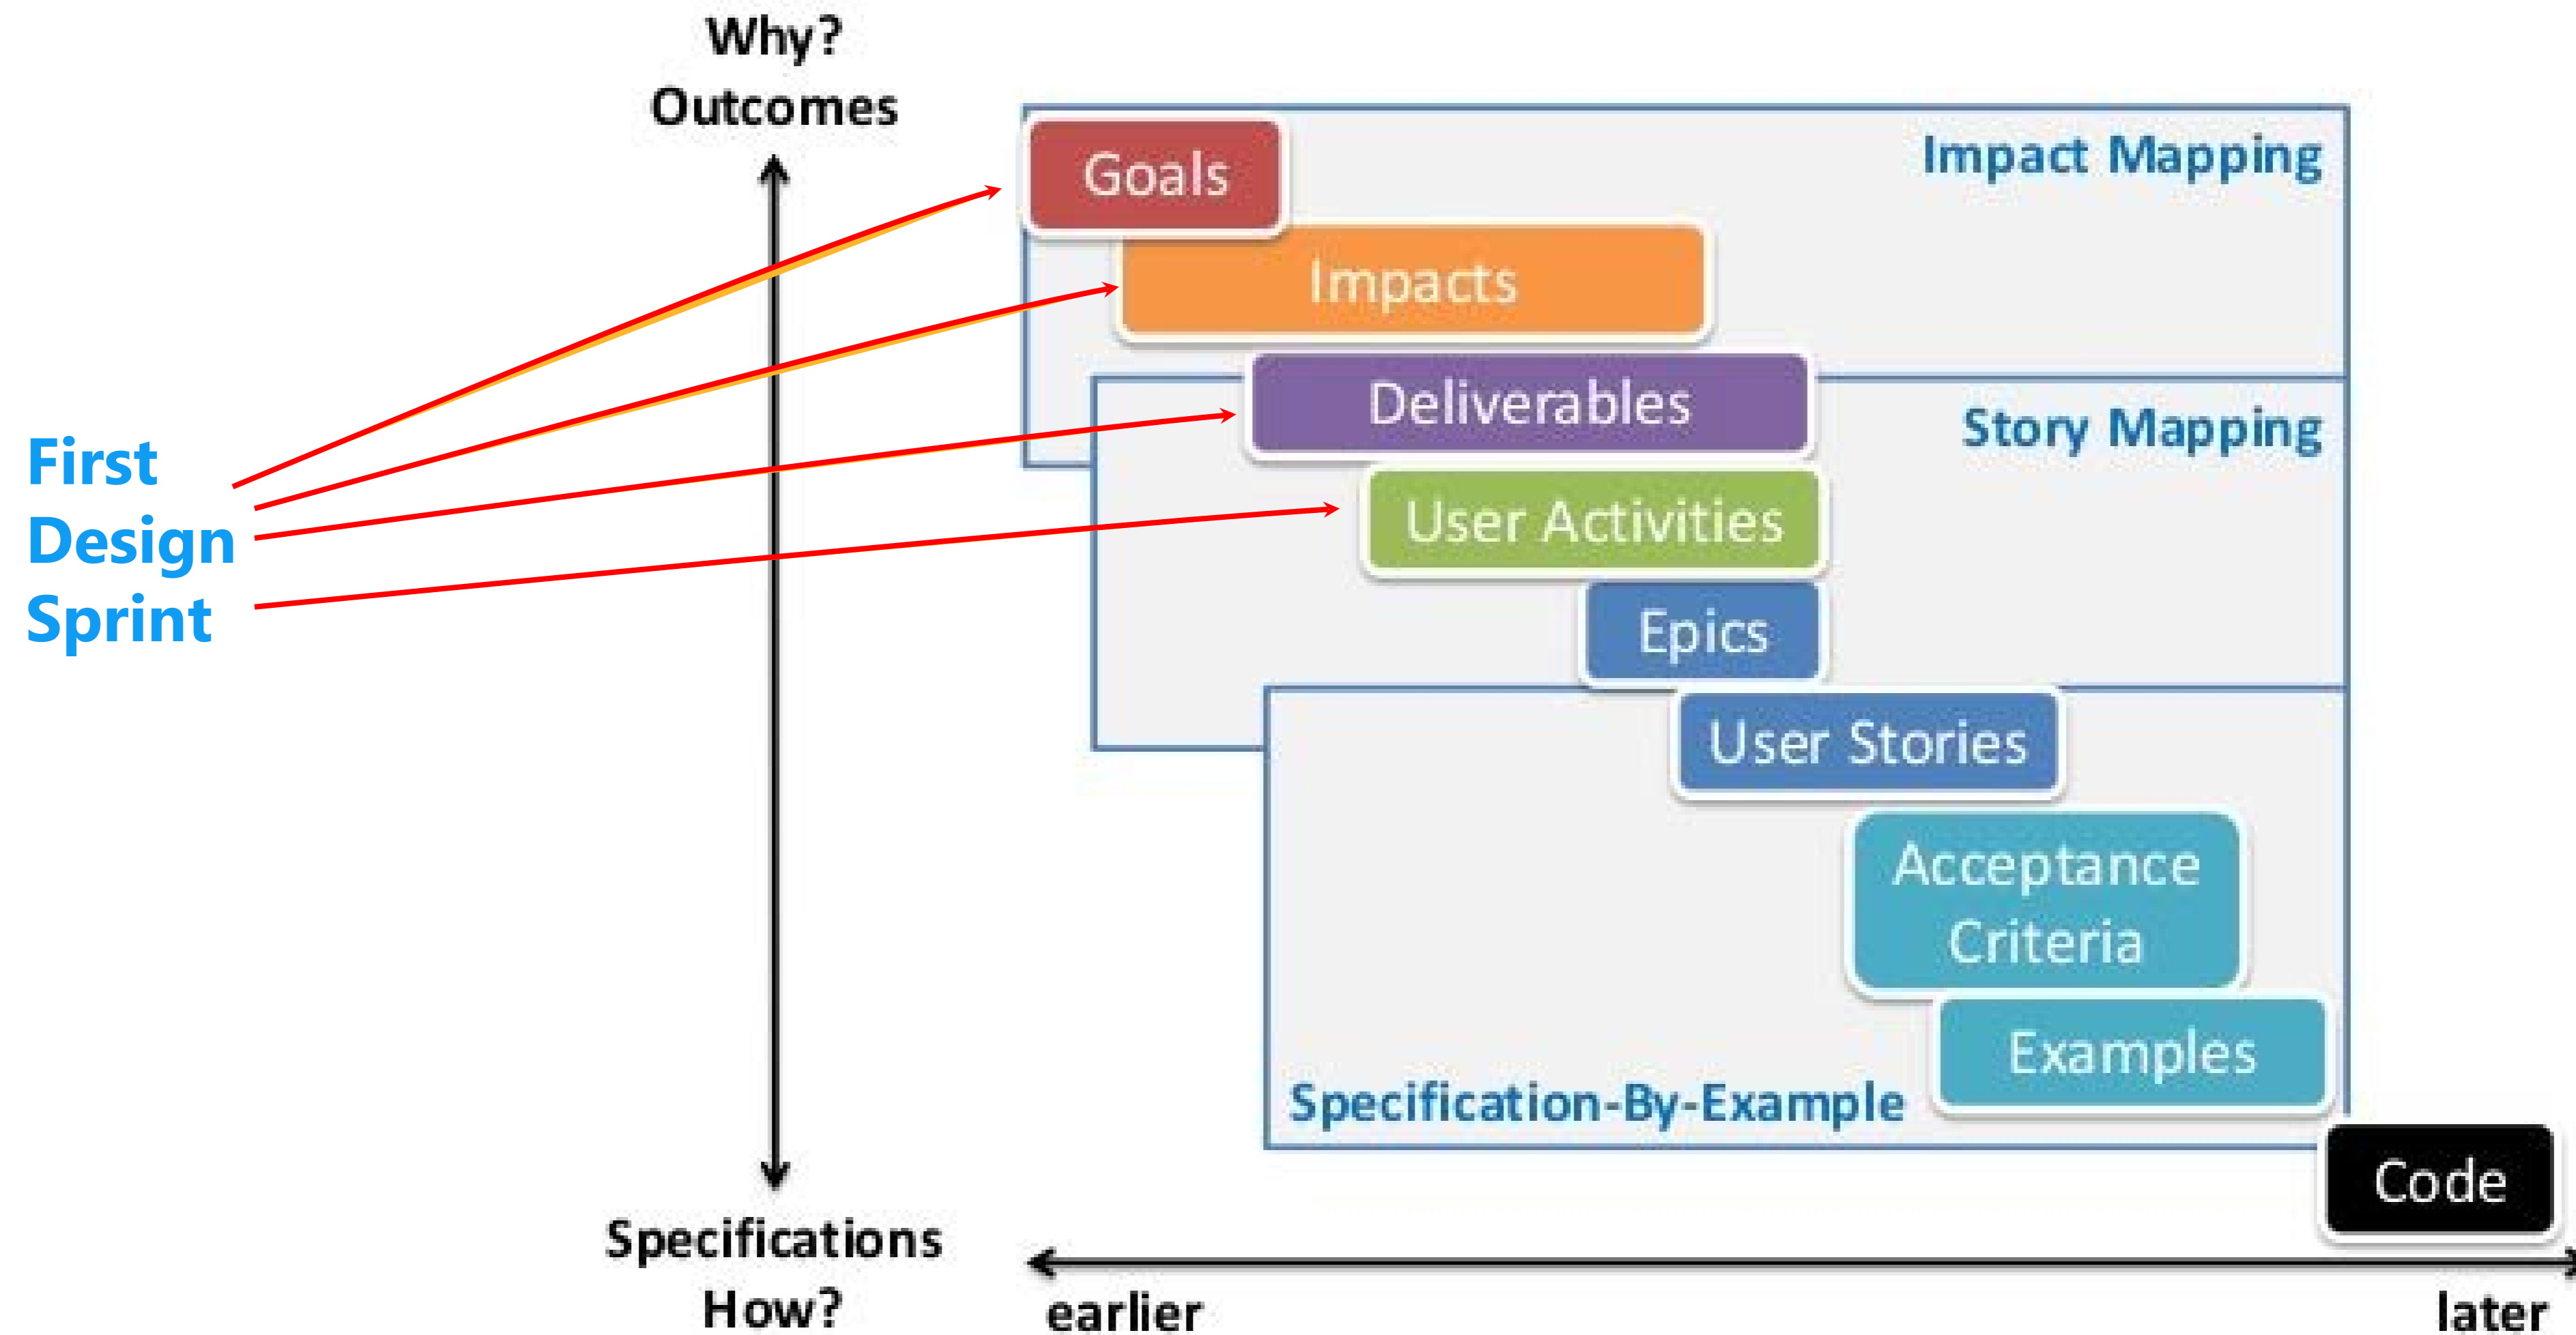 Why?
Outcomes
Goals
Impact Mapping
Impacts
Deliverables
Story Mapping
First
Design
Sprint
User Activities
Epics
User Stories
Acceptance
Criteria
Examples
Specification-By-Example
Code
Specifications
How?
earlier
later